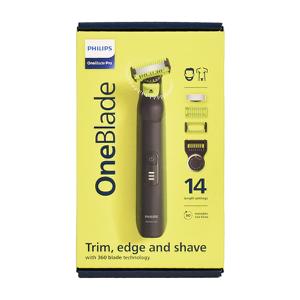 PHILIPS
OneBlade Pro
OneBlade
14
length settings
Trim, edge and shave
with 360 blade technology